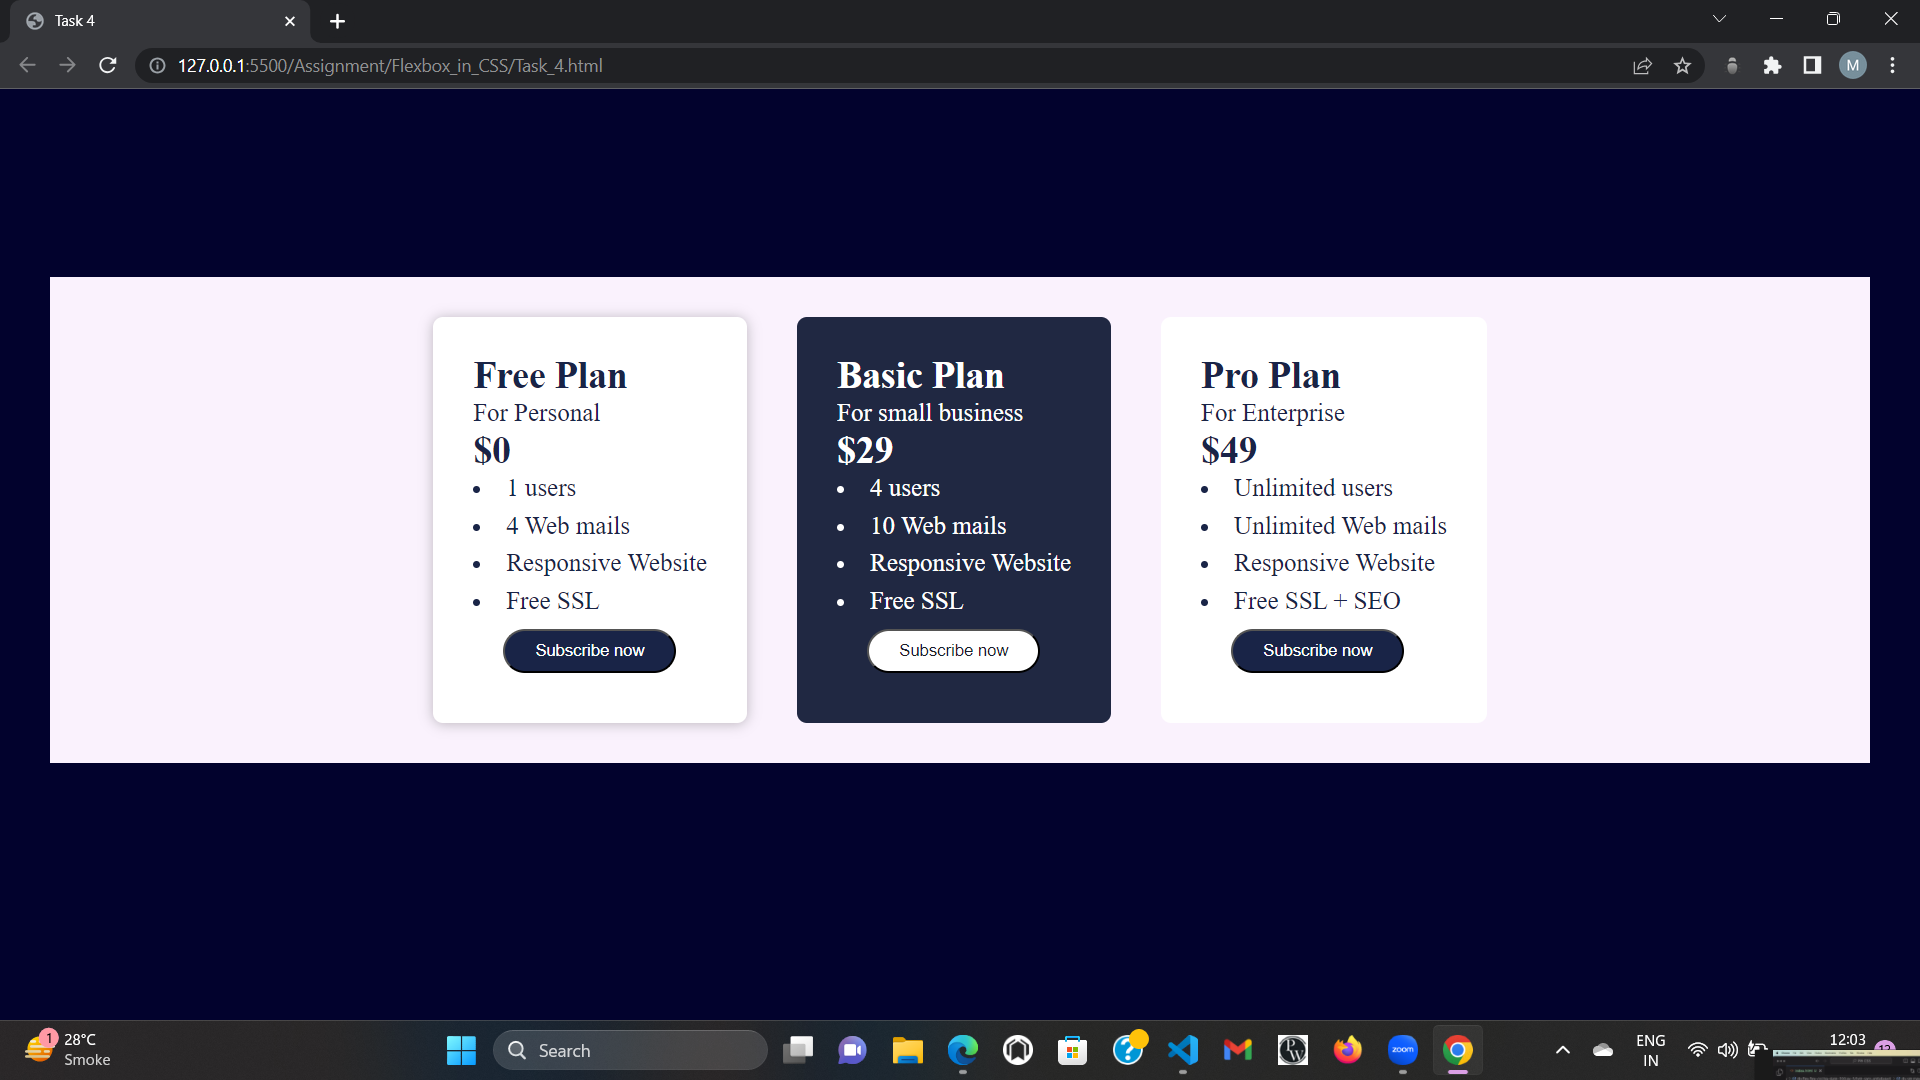 Task 4
127.0.0.1:5500/Assignment/Flexbox_in_CSS/Task_4.html
M
Free Plan
For Personal
$0
1 users
4 Web mails
Responsive Website
Free SSL
Subscribe now
Basic Plan
For small business
$29
4 users
10 Web mails
Responsive Website
Free SSL
Subscribe now
Pro Plan
For Enterprise
$49
Unlimited users
Unlimited Web mails
Responsive Website
Free SSL + SEO
Subscribe now
1
28°C
Smoke
Search
PW
zoom
ENG
IN
12:03